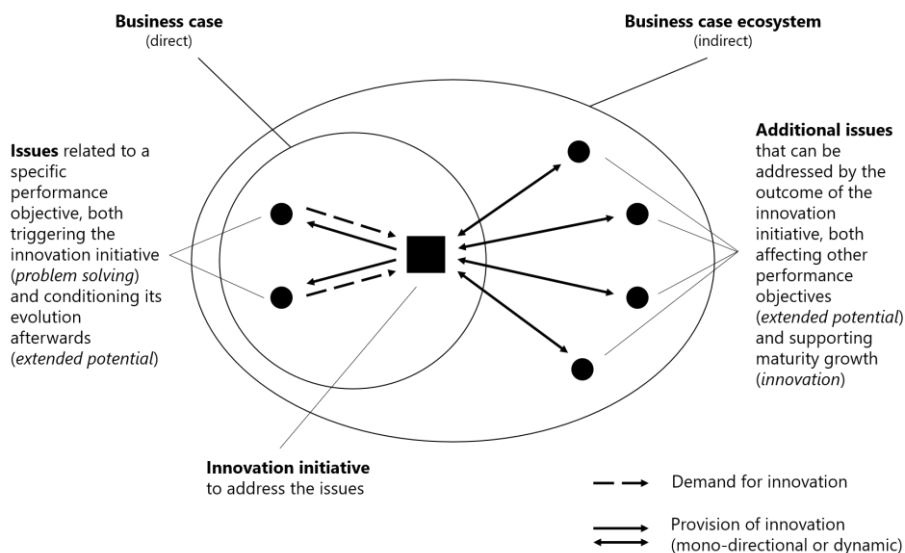 Business case
(direct)
Business case ecosystem
(indirect)
Issues related to a
specific
performance
objective, both
triggering the
innovation initiative
(problem solving)
and conditioning its
evolution
afterwards
(extended potential)
Additional issues
that can be
addressed by the
outcome of the
innovation
initiative, both
affecting other
performance
objectives
(extended potential)
and supporting
maturity growth
(innovation)
Innovation initiative
to address the issues
Demand for innovation
Provision of innovation
(mono-directional or dynamic)